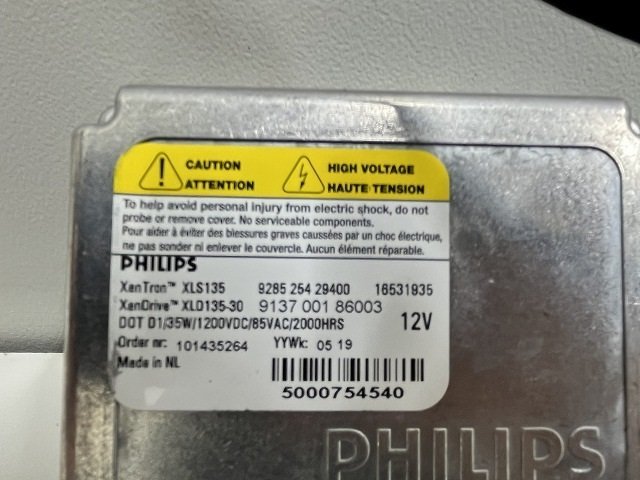 CAUTION
ATTENTION
HIGH VOLTAGE
HAUTE·TENSION
To help avoid personal injury from electric shock, do not
probe or remove cover. No serviceable components.
Pour aider à éviter des blessures graves causées par un choc électrique,
ne pas sonder ni enlever le couvercle. Aucun élément réparable.
PHILIPS
XenTron™ XLS135 9285 254 29400 16531935
XenDrive™ XLD135-30 9137 001 86003
DOT D1/35W/1200VDC/85VAC/2000HRS 12V
Order nr: 101435264 YYWk: 05 19
Made in NL
5000754540
PHILIPS